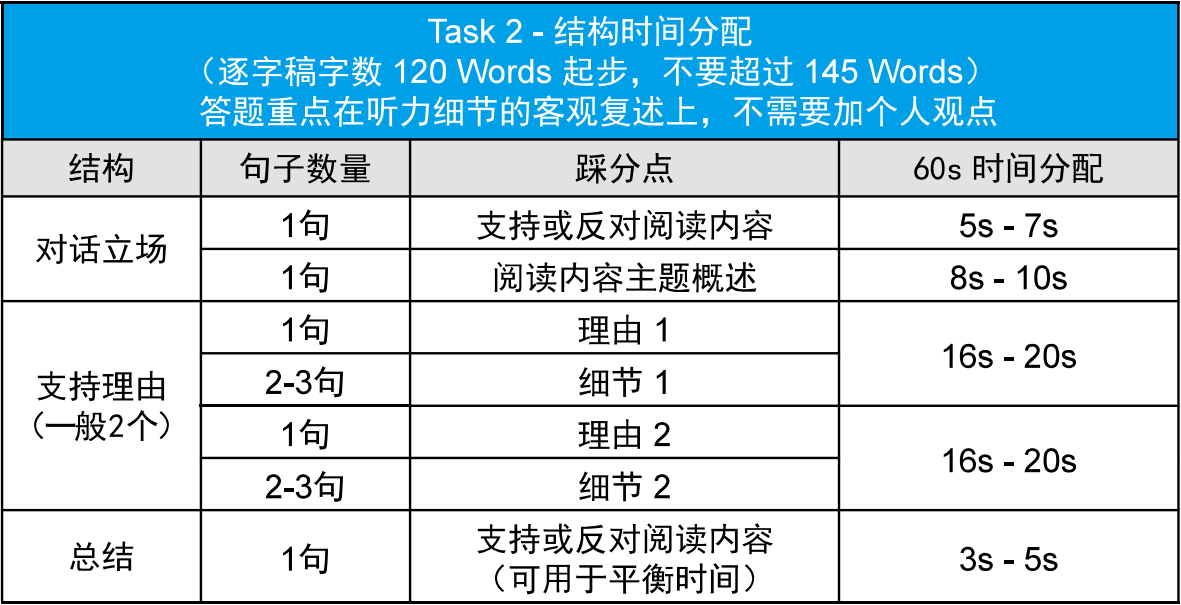 Task 2 - 结构时间分配
（逐字稿字数 120 Words 起步，不要超过 145 Words）
答题重点在听力细节的客观复述上，不需要加个人观点
结构 句子数量 踩分点 60s 时间分配
对话立场
1句 支持或反对阅读内容 5s - 7s
1句 阅读内容主题概述 8s - 10s
支持理由
（一般2个）
1句 理由 1
16s - 20s
2-3句 细节 1
1句 理由 2
16s - 20s
2-3句 细节 2
总结 1句 支持或反对阅读内容
（可用于平衡时间）
3s - 5s